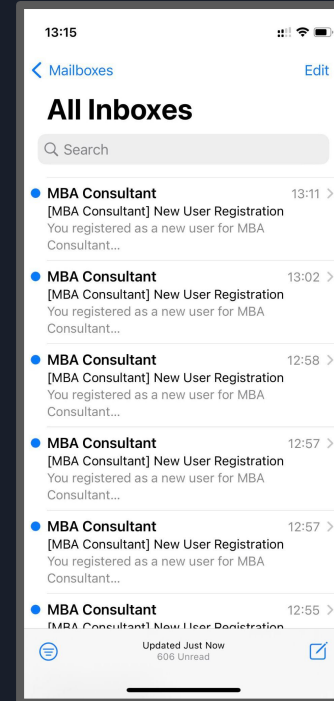 13:15
Mailboxes
Edit
All Inboxes
Search
MBA Consultant 13:11
[MBA Consultant] New User Registration
You registered as a new user for MBA
Consultant...
MBA Consultant 13:02
[MBA Consultant] New User Registration
You registered as a new user for MBA
Consultant...
MBA Consultant 12:58
[MBA Consultant] New User Registration
You registered as a new user for MBA
Consultant...
MBA Consultant 12:57
[MBA Consultant] New User Registration
You registered as a new user for MBA
Consultant...
MBA Consultant 12:57
[MBA Consultant] New User Registration
You registered as a new user for MBA
Consultant...
MBA Consultant 12:55
[MBA Consultant] New User Registration
Updated Just Now
606 Unread